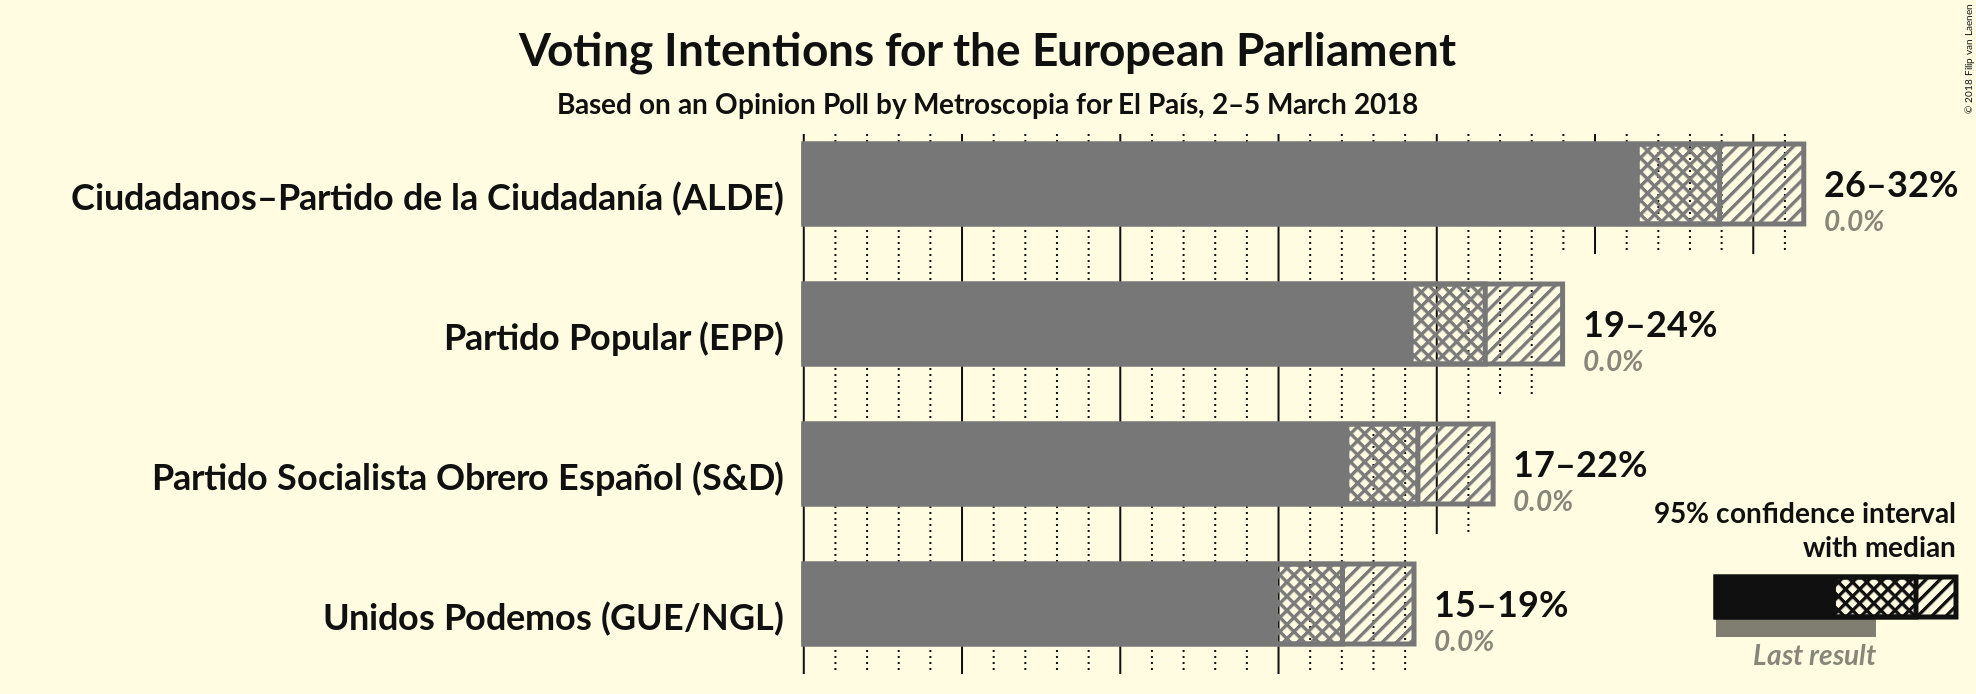 Voting Intentions for the European Parliament
Based on an Opinion Poll by Metroscopia for El País, 2–5 March 2018
© 2018 Filip van Laenen
Ciudadanos–Partido de la Ciudadanía (ALDE)
26–32%
0.0%
Partido Popular (EPP)
19–24%
0.0%
Partido Socialista Obrero Español (S&D)
17–22%
0.0%
Unidos Podemos (GUE/NGL)
15–19%
0.0%
95% confidence interval
with median
Last result